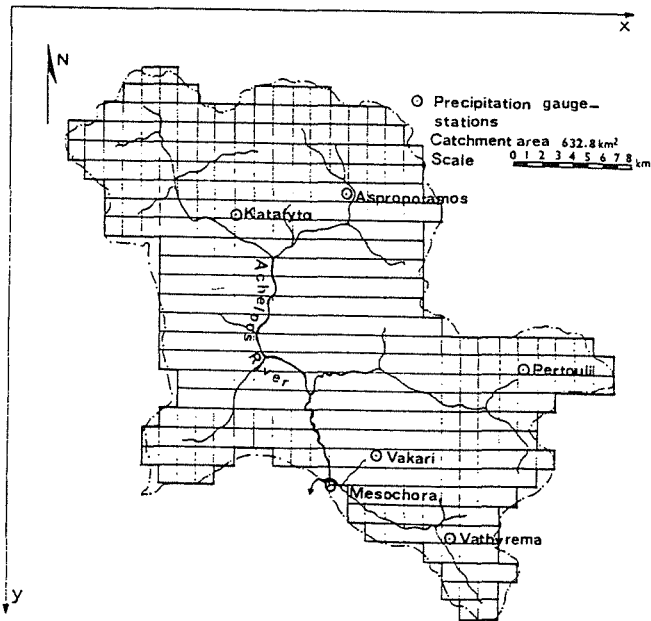 x
N
Precipitation gauge-
stations
Catchment area 632.8 km²
Scale 0 1 2 3 4 5 6 7 8 km
Aspropotamos
Katafyto
Acheloos River
Pertouli
Vakari
Mesochora
Vathyrema
y